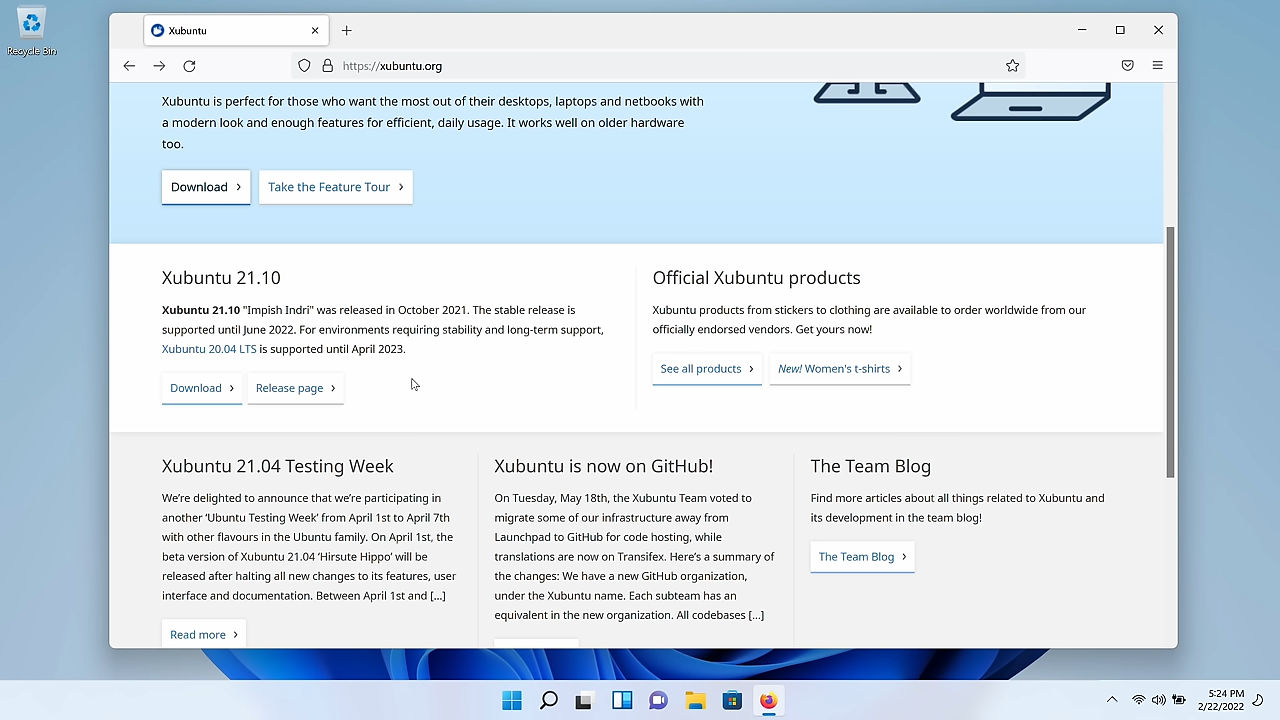 Recycle Bin
Xubuntu
https://xubuntu.org
Xubuntu is perfect for those who want the most out of their desktops, laptops and netbooks with
a modern look and enough features for efficient, daily usage. It works well on older hardware
too.
Download
Take the Feature Tour
Xubuntu 21.10
Xubuntu 21.10 "Impish Indri" was released in October 2021. The stable release is
supported until June 2022. For environments requiring stability and long-term support,
Xubuntu 20.04 LTS is supported until April 2023.
Download
Release page
Official Xubuntu products
Xubuntu products from stickers to clothing are available to order worldwide from our
officially endorsed vendors. Get yours now!
See all products
New! Women's t-shirts
Xubuntu 21.04 Testing Week
We're delighted to announce that we're participating in
another 'Ubuntu Testing Week' from April 1st to April 7th
with other flavours in the Ubuntu family. On April 1st, the
beta version of Xubuntu 21.04 'Hirsute Hippo' will be
released after halting all new changes to its features, user
interface and documentation. Between April 1st and [...]
Read more
Xubuntu is now on GitHub!
On Tuesday, May 18th, the Xubuntu Team voted to
migrate some of our infrastructure away from
Launchpad to GitHub for code hosting, while
translations are now on Transifex. Here's a summary of
the changes: We have a new GitHub organization,
under the Xubuntu name. Each subteam has an
equivalent in the new organization. All codebases [...]
The Team Blog
Find more articles about all things related to Xubuntu and
its development in the team blog!
The Team Blog
5:24 PM
2/22/2022